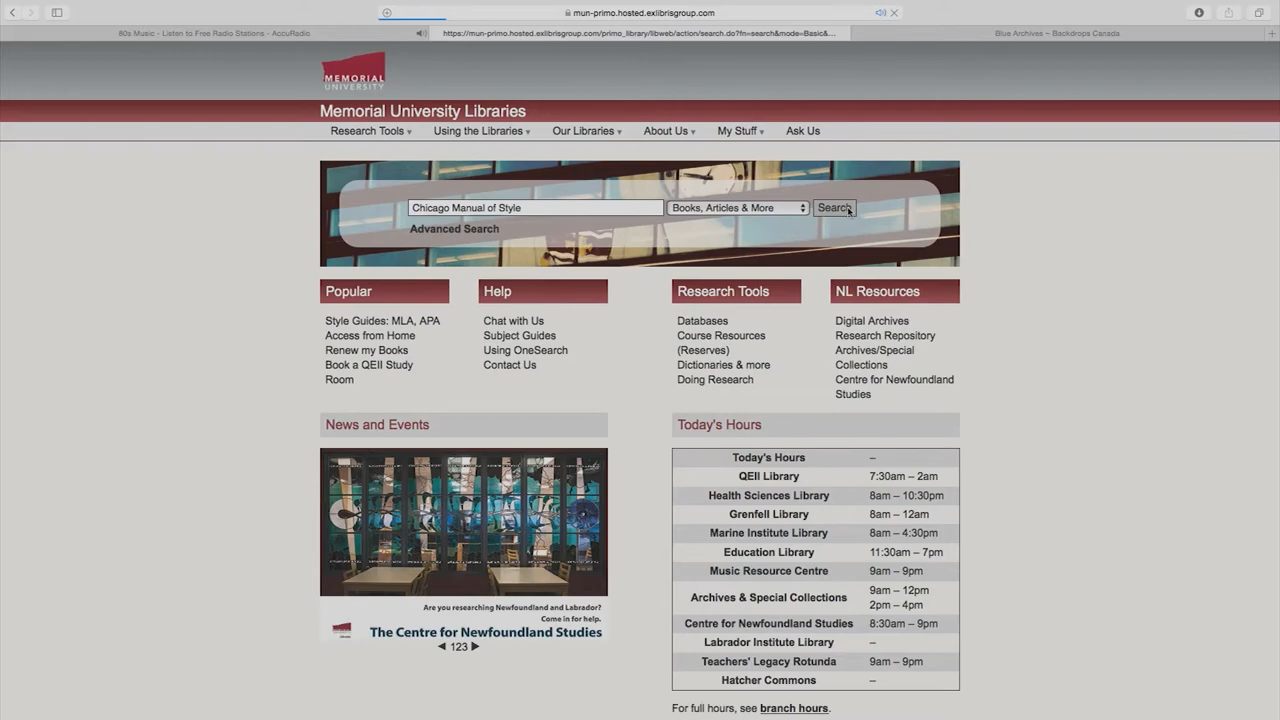 mun-primo.hosted.exlibrisgroup.com
80s Music - Listen to Free Radio Stations - AccuRadio
https://mun-primo.hosted.exlibrisgroup.com/primo_library/libweb/action/search.do?fn=search&mode=Basic&...
Blue Archives ~ Backdrops Canada
MEMORIAL
UNIVERSITY
Memorial University Libraries
Research Tools ▾ Using the Libraries ▾ Our Libraries ▾ About Us ▾ My Stuff ▾ Ask Us
Chicago Manual of Style Books, Articles & More Search
Advanced Search
Popular Help Research Tools NL Resources
Style Guides: MLA, APA Chat with Us Databases Digital Archives
Access from Home Subject Guides Course Resources Research Repository
Renew my Books Using OneSearch (Reserves) Archives/Special
Book a QEII Study Contact Us Dictionaries & more Collections
Room Doing Research Centre for Newfoundland
Studies
News and Events Today's Hours
Today's Hours –
QEII Library 7:30am – 2am
Health Sciences Library 8am – 10:30pm
Grenfell Library 8am – 12am
Marine Institute Library 8am – 4:30pm
Education Library 11:30am – 7pm
Music Resource Centre 9am – 9pm
Archives & Special Collections 9am – 12pm
2pm – 4pm
Centre for Newfoundland Studies 8:30am – 9pm
Labrador Institute Library –
Teachers' Legacy Rotunda 9am – 9pm
Hatcher Commons –
Are you researching Newfoundland and Labrador?
Come in for help.
The Centre for Newfoundland Studies
◀ 123 ▶
For full hours, see branch hours.